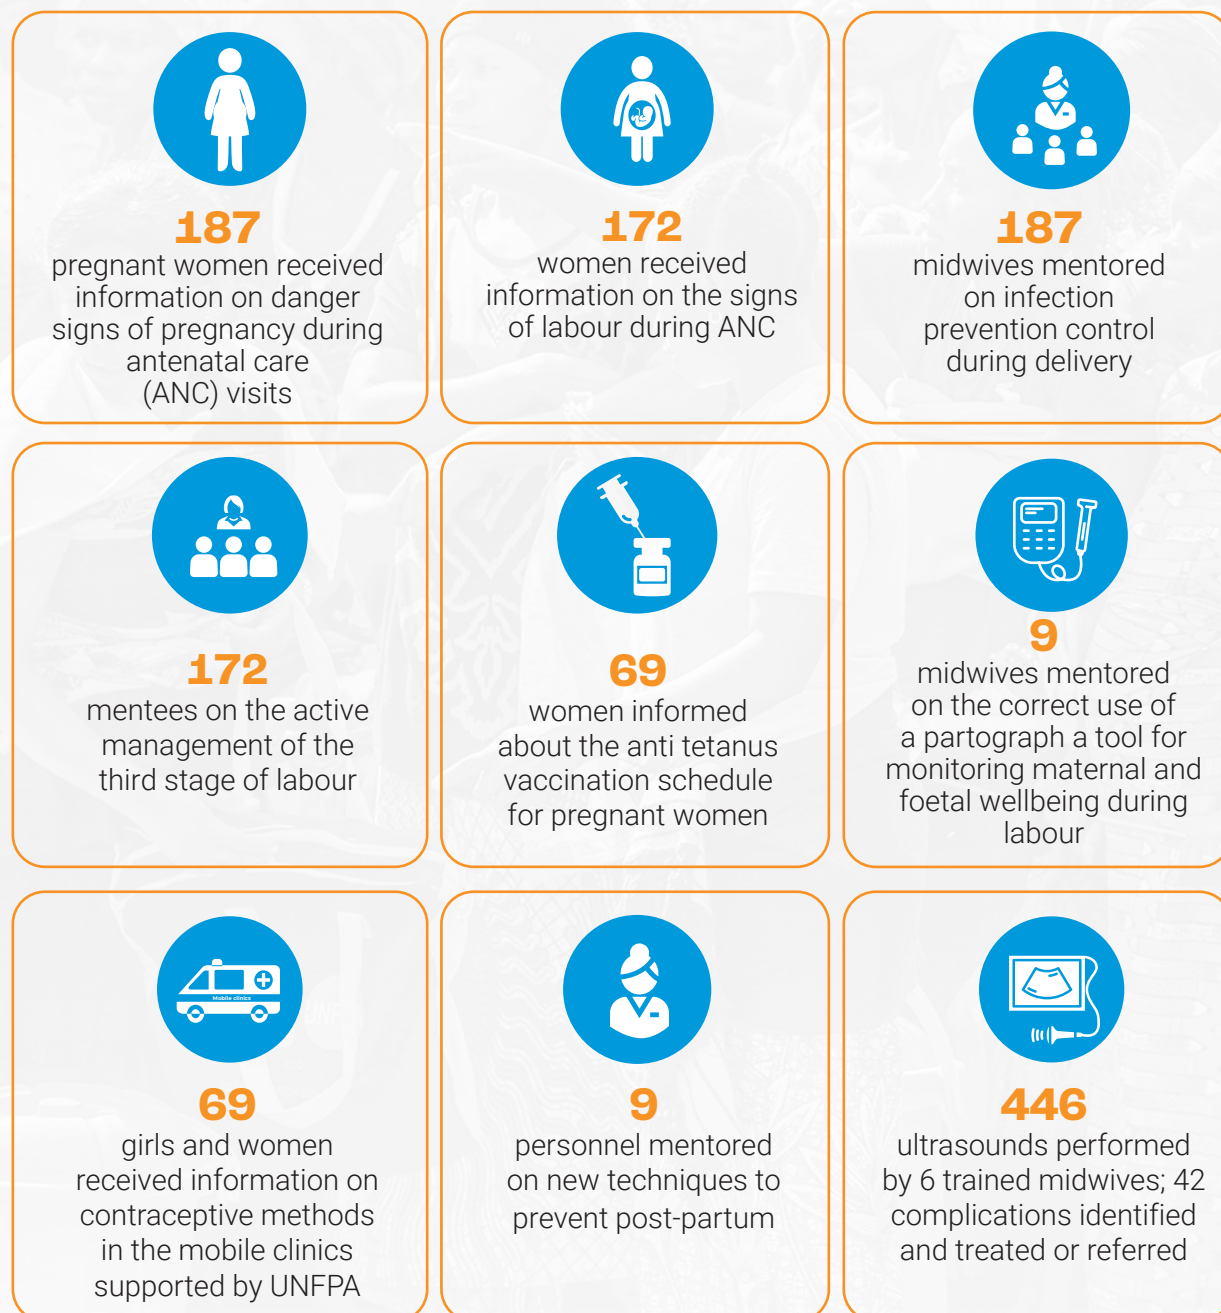 187
pregnant women received
information on danger
signs of pregnancy during
antenatal care
(ANC) visits
172
women received
information on the signs
of labour during ANC
187
midwives mentored
on infection
prevention control
during delivery
172
mentees on the active
management of the
third stage of labour
69
women informed
about the anti tetanus
vaccination schedule
for pregnant women
9
midwives mentored
on the correct use of
a partograph a tool for
monitoring maternal and
foetal wellbeing during
labour
Mobile clinics
69
girls and women
received information on
contraceptive methods
in the mobile clinics
supported by UNFPA
9
personnel mentored
on new techniques to
prevent post-partum
446
ultrasounds performed
by 6 trained midwives; 42
complications identified
and treated or referred